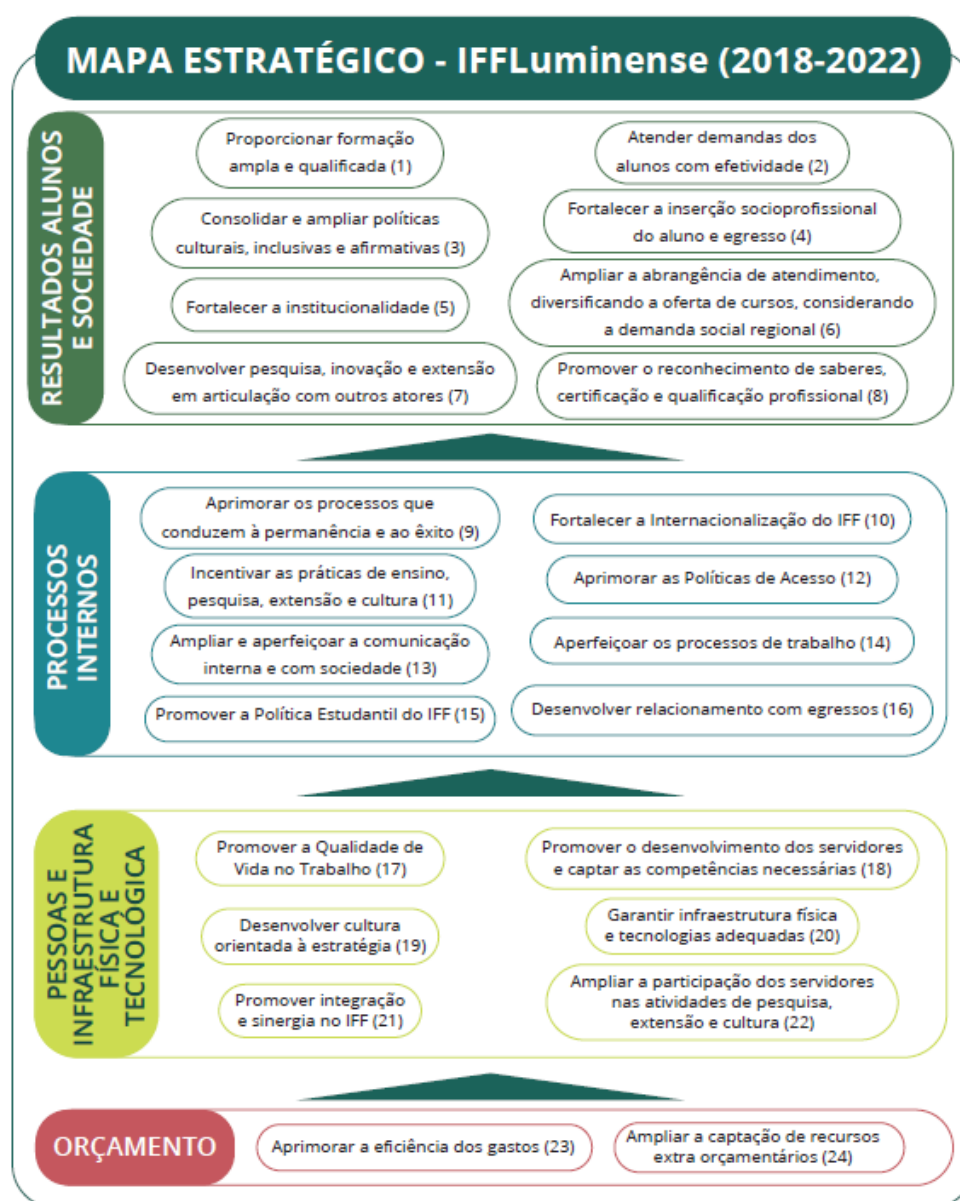 MAPA ESTRATÉGICO - IFFLuminense (2018-2022)
RESULTADOS ALUNOS
E SOCIEDADE
Proporcionar formação
ampla e qualificada (1)
Atender demandas dos
alunos com efetividade (2)
Consolidar e ampliar políticas
culturais, inclusivas e afirmativas (3)
Fortalecer a inserção socioprofissional
do aluno e egresso (4)
Fortalecer a institucionalidade (5)
Ampliar a abrangência de atendimento,
diversificando a oferta de cursos, considerando
a demanda social regional (6)
Desenvolver pesquisa, inovação e extensão
em articulação com outros atores (7)
Promover o reconhecimento de saberes,
certificação e qualificação profissional (8)
PROCESSOS
INTERNOS
Aprimorar os processos que
conduzem à permanência e ao êxito (9)
Fortalecer a Internacionalização do IFF (10)
Incentivar as práticas de ensino,
pesquisa, extensão e cultura (11)
Aprimorar as Políticas de Acesso (12)
Ampliar e aperfeiçoar a comunicação
interna e com sociedade (13)
Aperfeiçoar os processos de trabalho (14)
Promover a Política Estudantil do IFF (15)
Desenvolver relacionamento com egressos (16)
PESSOAS E
INFRAESTRUTURA
FÍSICA E
TECNOLÓGICA
Promover a Qualidade de
Vida no Trabalho (17)
Promover o desenvolvimento dos servidores
e captar as competências necessárias (18)
Desenvolver cultura
orientada à estratégia (19)
Garantir infraestrutura física
e tecnologias adequadas (20)
Promover integração
e sinergia no IFF (21)
Ampliar a participação dos servidores
nas atividades de pesquisa,
extensão e cultura (22)
ORÇAMENTO
Aprimorar a eficiência dos gastos (23)
Ampliar a captação de recursos
extra orçamentários (24)